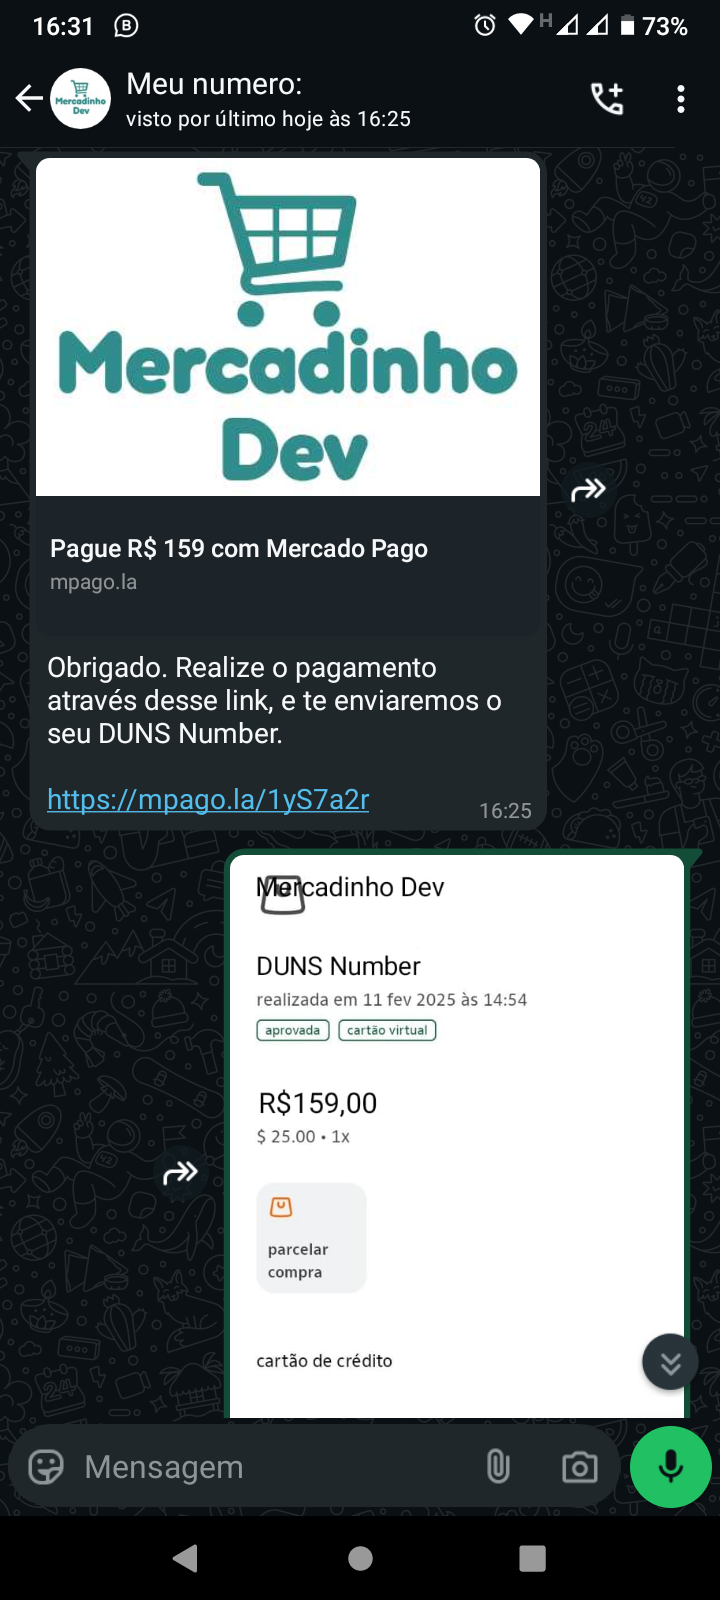 16:31 B H 73%
Mercadinho
Dev
Meu numero:
visto por último hoje às 16:25
Mercadinho
Dev
Pague R$ 159 com Mercado Pago
mpago.la
Obrigado. Realize o pagamento
através desse link, e te enviaremos o
seu DUNS Number.
https://mpago.la/1yS7a2r
16:25
Mercadinho Dev
DUNS Number
realizada em 11 fev 2025 às 14:54
aprovada cartão virtual
R$159,00
$ 25.00 • 1x
parcelar
compra
cartão de crédito
Mensagem